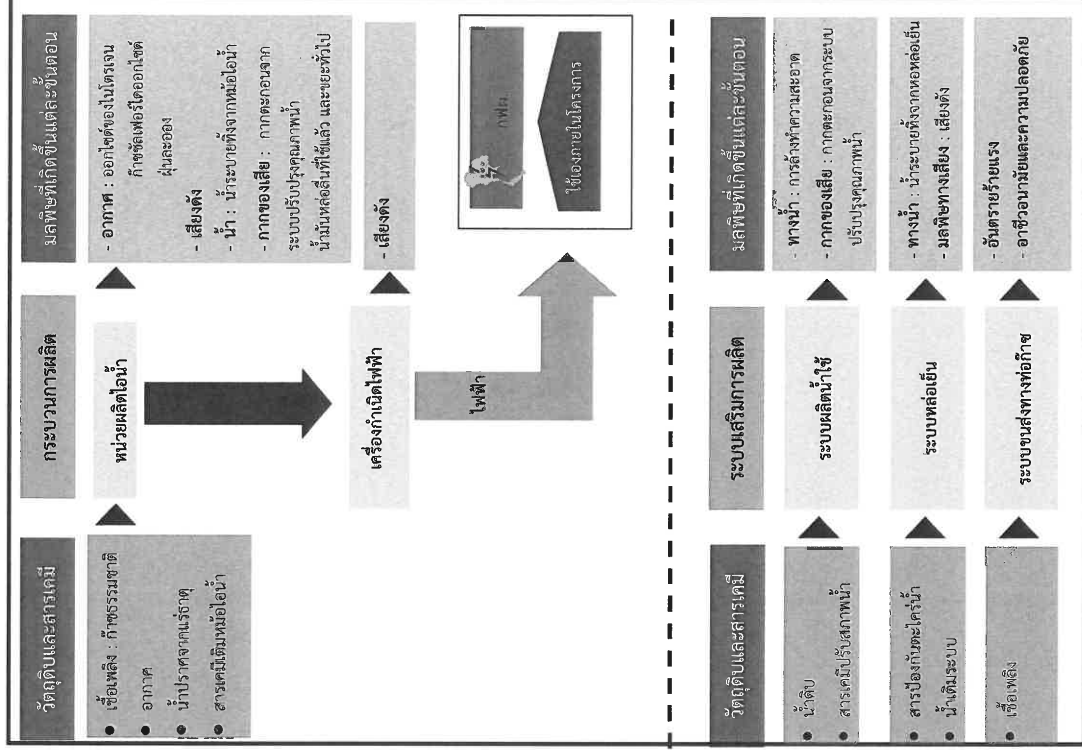 วัตถุดิบและสารเคมี
กระบวนการผลิต
มลพิษที่เกิดขึ้นแต่ละขั้นตอน
● เชื้อเพลิง : ก๊าซธรรมชาติ
● อากาศ
● น้ำปราศจากแร่ธาตุ
● สารเคมีเติมหม้อไอน้ำ
หน่วยผลิตไอน้ำ
- อากาศ : ออกไซด์ของไนโตรเจน
ก๊าซซัลเฟอร์ไดออกไซด์
ฝุ่นละออง
- เสียงดัง
- น้ำ : น้ำระบายทิ้งจากหม้อไอน้ำ
- กากของเสีย : กากตะกอนจาก
ระบบปรับปรุงคุณภาพน้ำ
น้ำมันหล่อลื่นที่ใช้แล้ว และขยะทั่วไป
เครื่องกำเนิดไฟฟ้า
- เสียงดัง
ไฟฟ้า
กฟผ.
ใช้เองภายในโครงการ
วัตถุดิบและสารเคมี
ระบบเสริมการผลิต
มลพิษที่เกิดขึ้นแต่ละขั้นตอน
● น้ำดิบ
● สารเคมีปรับสภาพน้ำ
ระบบผลิตน้ำใช้
- ทางน้ำ : การล้างทำความสะอาด
- กากของเสีย : กากตะกอนจากระบบ
ปรับปรุงคุณภาพน้ำ
● สารป้องกันตะไคร่น้ำ
● น้ำเติมระบบ
ระบบหล่อเย็น
- ทางน้ำ : น้ำระบายทิ้งจากหอหล่อเย็น
- มลพิษทางเสียง : เสียงดัง
● เชื้อเพลิง
ระบบขนส่งทางท่อก๊าซ
- อันตรายร้ายแรง
- อาชีวอนามัยและความปลอดภัย